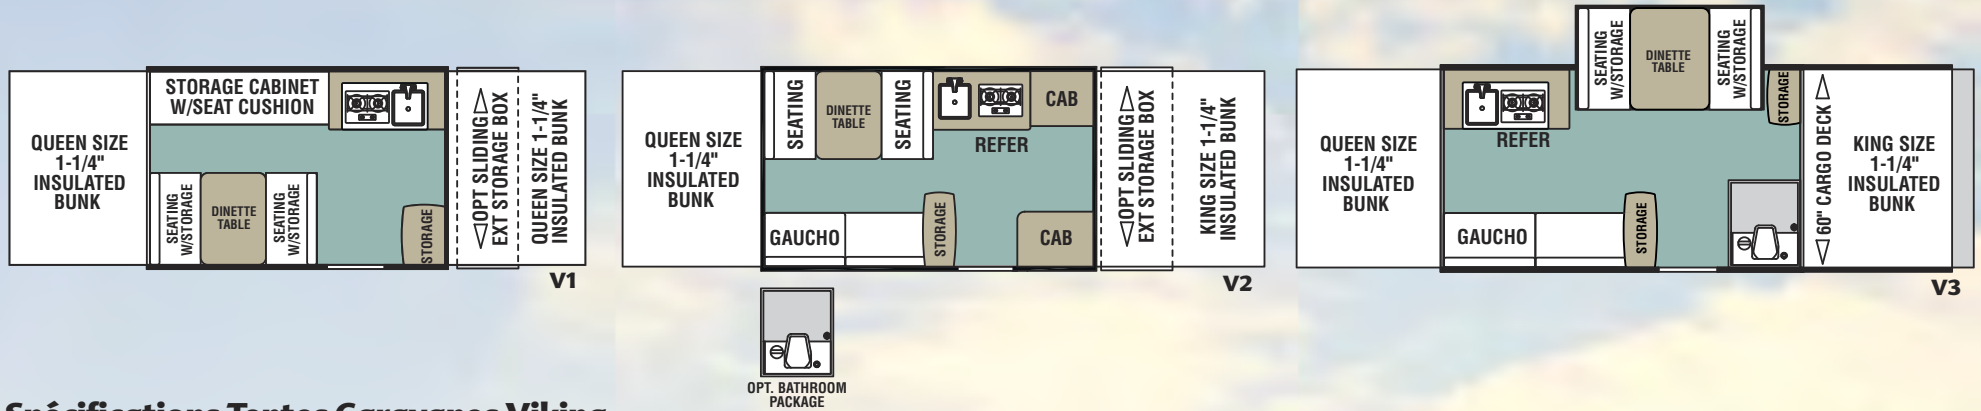 QUEEN SIZE
1-1/4"
INSULATED
BUNK
STORAGE CABINET
W/SEAT CUSHION
SEATING
W/STORAGE
DINETTE
TABLE
SEATING
W/STORAGE
STORAGE
OPT SLIDING
EXT STORAGE BOX
QUEEN SIZE 1-1/4"
INSULATED BUNK
V1
QUEEN SIZE
1-1/4"
INSULATED
BUNK
SEATING
DINETTE
TABLE
SEATING
CAB
REFER
GAUCHO
STORAGE
CAB
OPT SLIDING
EXT STORAGE BOX
KING SIZE 1-1/4"
INSULATED BUNK
V2
OPT. BATHROOM
PACKAGE
QUEEN SIZE
1-1/4"
INSULATED
BUNK
REFER
SEATING
W/STORAGE
DINETTE
TABLE
SEATING
W/STORAGE
STORAGE
GAUCHO
STORAGE
60" CARGO DECK
KING SIZE
1-1/4"
INSULATED
BUNK
V3
Spécifications Tentes Caravanes Viking